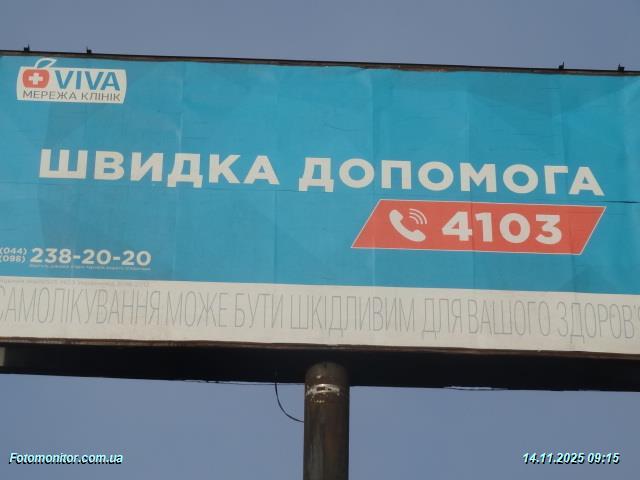 VIVA
МЕРЕЖА КЛІНІК
ШВИДКА ДОПОМОГА
4103
(044)
(098) 238-20-20
САМОЛІКУВАННЯ МОЖЕ БУТИ ШКІДЛИВИМ ДЛЯ ВАШОГО ЗДОРОВ'Я
Fotomonitor.com.ua
14.11.2025 09:15